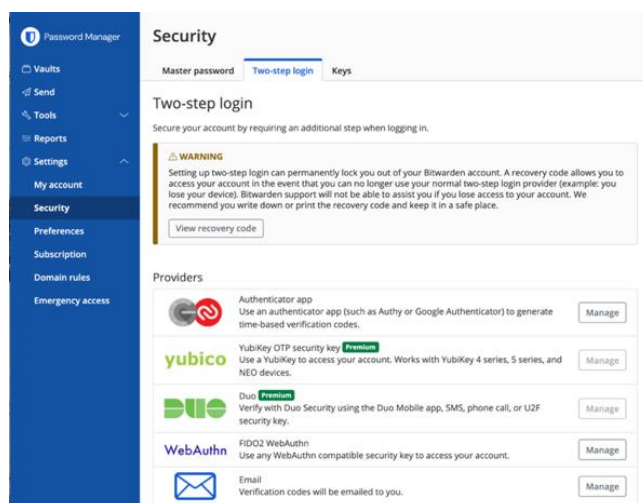 Password Manager
Vaults
Send
Tools
Reports
Settings
My account
Security
Preferences
Subscription
Domain rules
Emergency access
Security
Master password Two-step login Keys
Two-step login
Secure your account by requiring an additional step when logging in.
WARNING
Setting up two-step login can permanently lock you out of your Bitwarden account. A recovery code allows you to
access your account in the event that you can no longer use your normal two-step login provider (example: you
lose your device). Bitwarden support will not be able to assist you if you lose access to your account. We
recommend you write down or print the recovery code and keep it in a safe place.
View recovery code
Providers
Authenticator app
Use an authenticator app (such as Authy or Google Authenticator) to generate
time-based verification codes.
Manage
yubico
YubiKey OTP security key Premium
Use a YubiKey to access your account. Works with YubiKey 4 series, 5 series, and
NEO devices.
Manage
DUO
Duo Premium
Verify with Duo Security using the Duo Mobile app, SMS, phone call, or U2F
security key.
Manage
WebAuthn
FIDO2 WebAuthn
Use any WebAuthn compatible security key to access your account.
Manage
Email
Verification codes will be emailed to you.
Manage